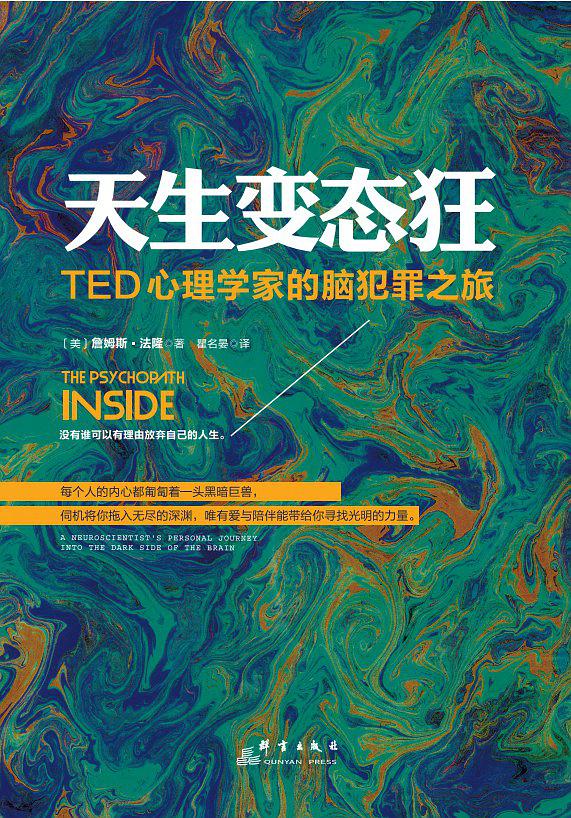 天生变态狂
TED心理学家的脑犯罪之旅
［美］詹姆斯·法隆 著 瞿名晏 译
THE PSYCHOPATH
INSIDE
没有谁可以有理由放弃自己的人生。
每个人的内心都匍匐着一头黑暗巨兽，
伺机将你拖入无尽的深渊，唯有爱与陪伴能带给你寻找光明的力量。
A NEUROSCIENTIST'S PERSONAL JOURNEY
INTO THE DARK SIDE OF THE BRAIN
群言出版社
QUNYAN PRESS